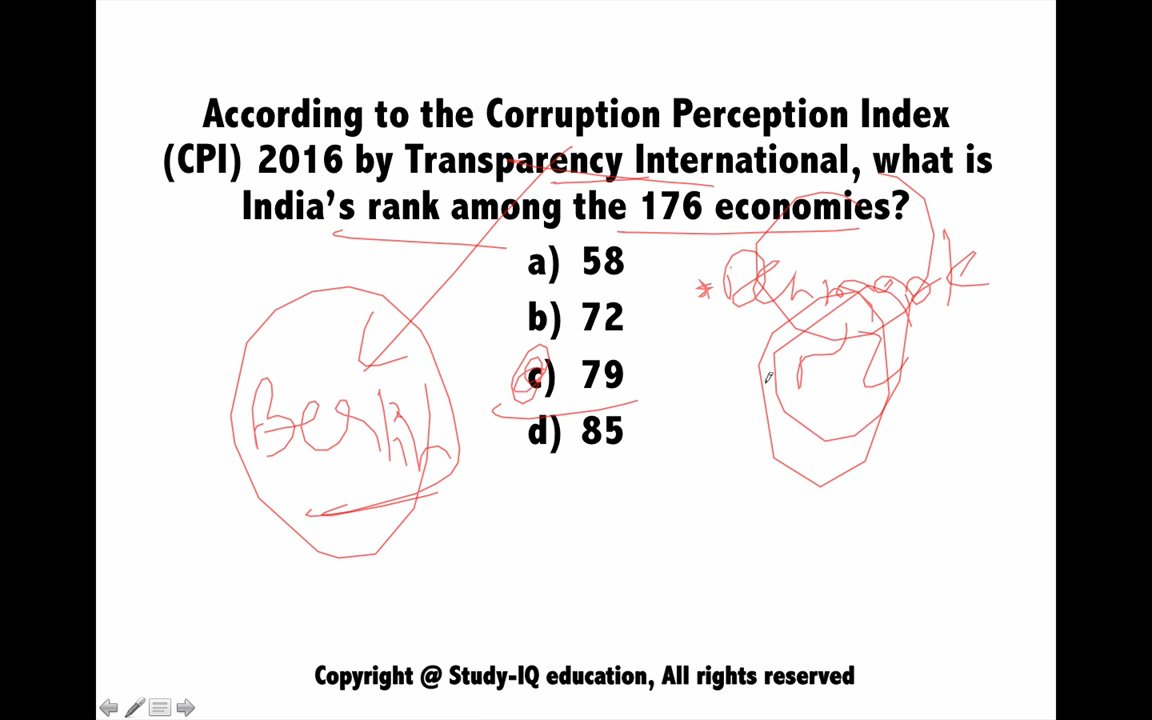 According to the Corruption Perception Index
(CPI) 2016 by Transparency International, what is
India's rank among the 176 economies?
a) 58
b) 72
c) 79
d) 85
Berlin
Copyright @ Study-IQ education, All rights reserved